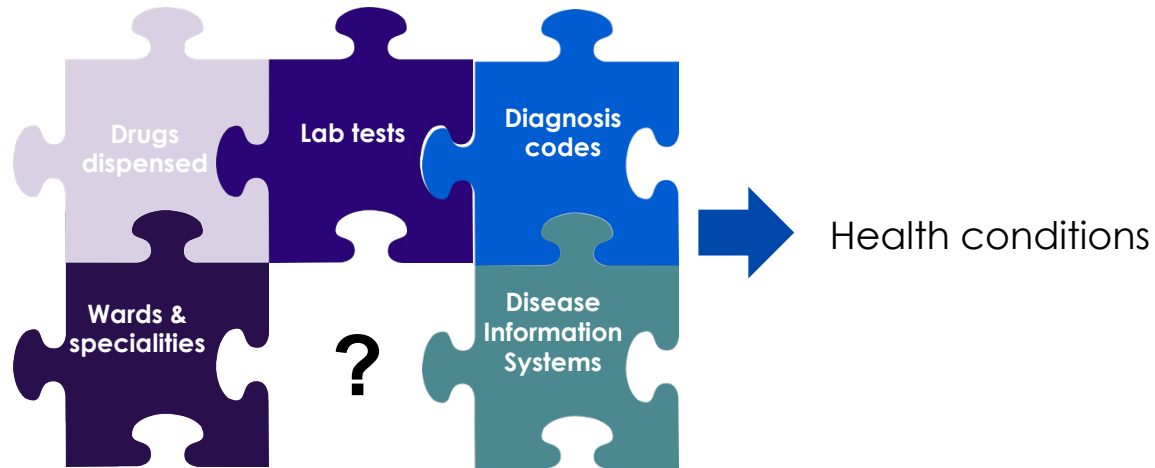 Drugs
dispensed
Lab tests
Diagnosis
codes
Health conditions
Wards &
specialities
?
Disease
Information
Systems